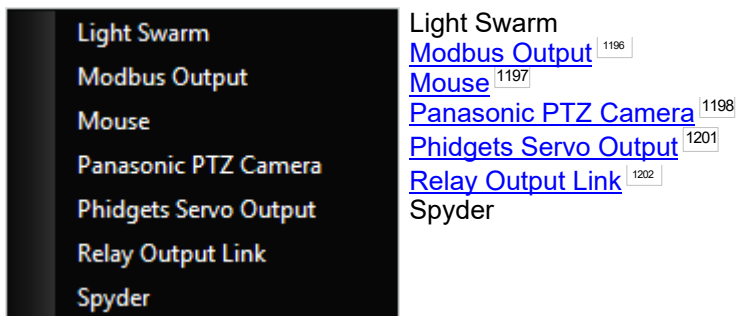 Light Swarm
Modbus Output
Mouse
Panasonic PTZ Camera
Phidgets Servo Output
Relay Output Link
Spyder
Light Swarm
Modbus Output 1196
Mouse 1197
Panasonic PTZ Camera 1198
Phidgets Servo Output 1201
Relay Output Link 1202
Spyder